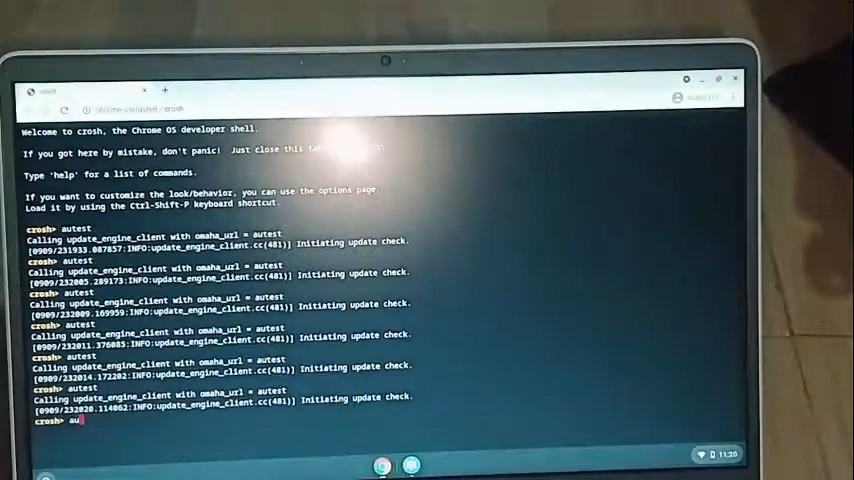 crosh
chrome-untrusted://crosh
Welcome to crosh, the Chrome OS developer shell.
If you got here by mistake, don't panic!  Just close this
Type 'help' for a list of commands.
If you want to customize the look/behavior, you can use the options page.
Load it by using the Ctrl-Shift-P keyboard shortcut.
crosh> autest
Calling update_engine_client with omaha_url = autest
[0909/231933.087857:INFO:update_engine_client.cc(481)] Initiating update check.
crosh> autest
Calling update_engine_client with omaha_url = autest
[0909/232005.289173:INFO:update_engine_client.cc(481)] Initiating update check.
crosh> autest
Calling update_engine_client with omaha_url = autest
[0909/232009.169959:INFO:update_engine_client.cc(481)] Initiating update check.
crosh> autest
Calling update_engine_client with omaha_url = autest
[0909/232011.376085:INFO:update_engine_client.cc(481)] Initiating update check.
crosh> autest
Calling update_engine_client with omaha_url = autest
[0909/232014.172202:INFO:update_engine_client.cc(481)] Initiating update check.
crosh> autest
Calling update_engine_client with omaha_url = autest
[0909/232020.114062:INFO:update_engine_client.cc(481)] Initiating update check.
crosh> au
11:20